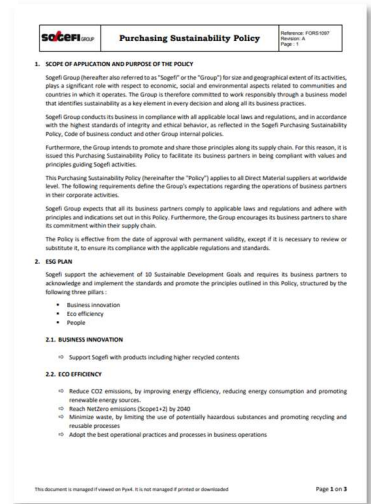 SOGEFI GROUP
Purchasing Sustainability Policy
Reference: FORS1097
Revision: A
Page : 1
1. SCOPE OF APPLICATION AND PURPOSE OF THE POLICY
Sogefi Group (hereafter also referred to as "Sogefi" or the "Group") for size and geographical extent of its activities,
plays a significant role with respect to economic, social and environmental aspects related to communities and
countries in which it operates. The Group is therefore committed to work responsibly through a business model
that identifies sustainability as a key element in every decision and along all its business practices.
Sogefi Group conducts its business in compliance with all applicable local laws and regulations, and in accordance
with the highest standards of integrity and ethical behavior, as reflected in the Sogefi Purchasing Sustainability
Policy, Code of business conduct and other Group internal policies.
Furthermore, the Group intends to promote and share those principles along its supply chain. For this reason, it is
issued this Purchasing Sustainability Policy to facilitate its business partners in being compliant with values and
principles guiding Sogefi activities.
This Purchasing Sustainability Policy (hereinafter the "Policy") applies to all Direct Material suppliers at worldwide
level. The following requirements define the Group's expectations regarding the operations of business partners
in their corporate activities.
Sogefi Group expects that all its business partners comply to applicable laws and regulations and adhere with
principles and indications set out in this Policy. Furthermore, the Group encourages its business partners to share
its commitment within their supply chain.
The Policy is effective from the date of approval with permanent validity, except if it is necessary to review or
substitute it, to ensure its compliance with the applicable regulations and standards.
2. ESG PLAN
Sogefi support the achievement of 10 Sustainable Development Goals and requires its business partners to
acknowledge and implement the standards and promote the principles outlined in this Policy, structured by the
following three pillars :
▪ Business innovation
▪ Eco efficiency
▪ People
2.1. BUSINESS INNOVATION
⇨ Support Sogefi with products including higher recycled contents
2.2. ECO EFFICIENCY
⇨ Reduce CO2 emissions, by improving energy efficiency, reducing energy consumption and promoting
renewable energy sources.
⇨ Reach NetZero emissions (Scope1+2) by 2040
⇨ Minimize waste, by limiting the use of potentially hazardous substances and promoting recycling and
reusable processes
⇨ Adopt the best operational practices and processes in business operations
This document is managed if viewed on Pyx4. It is not managed if printed or downloaded
Page 1 on 3